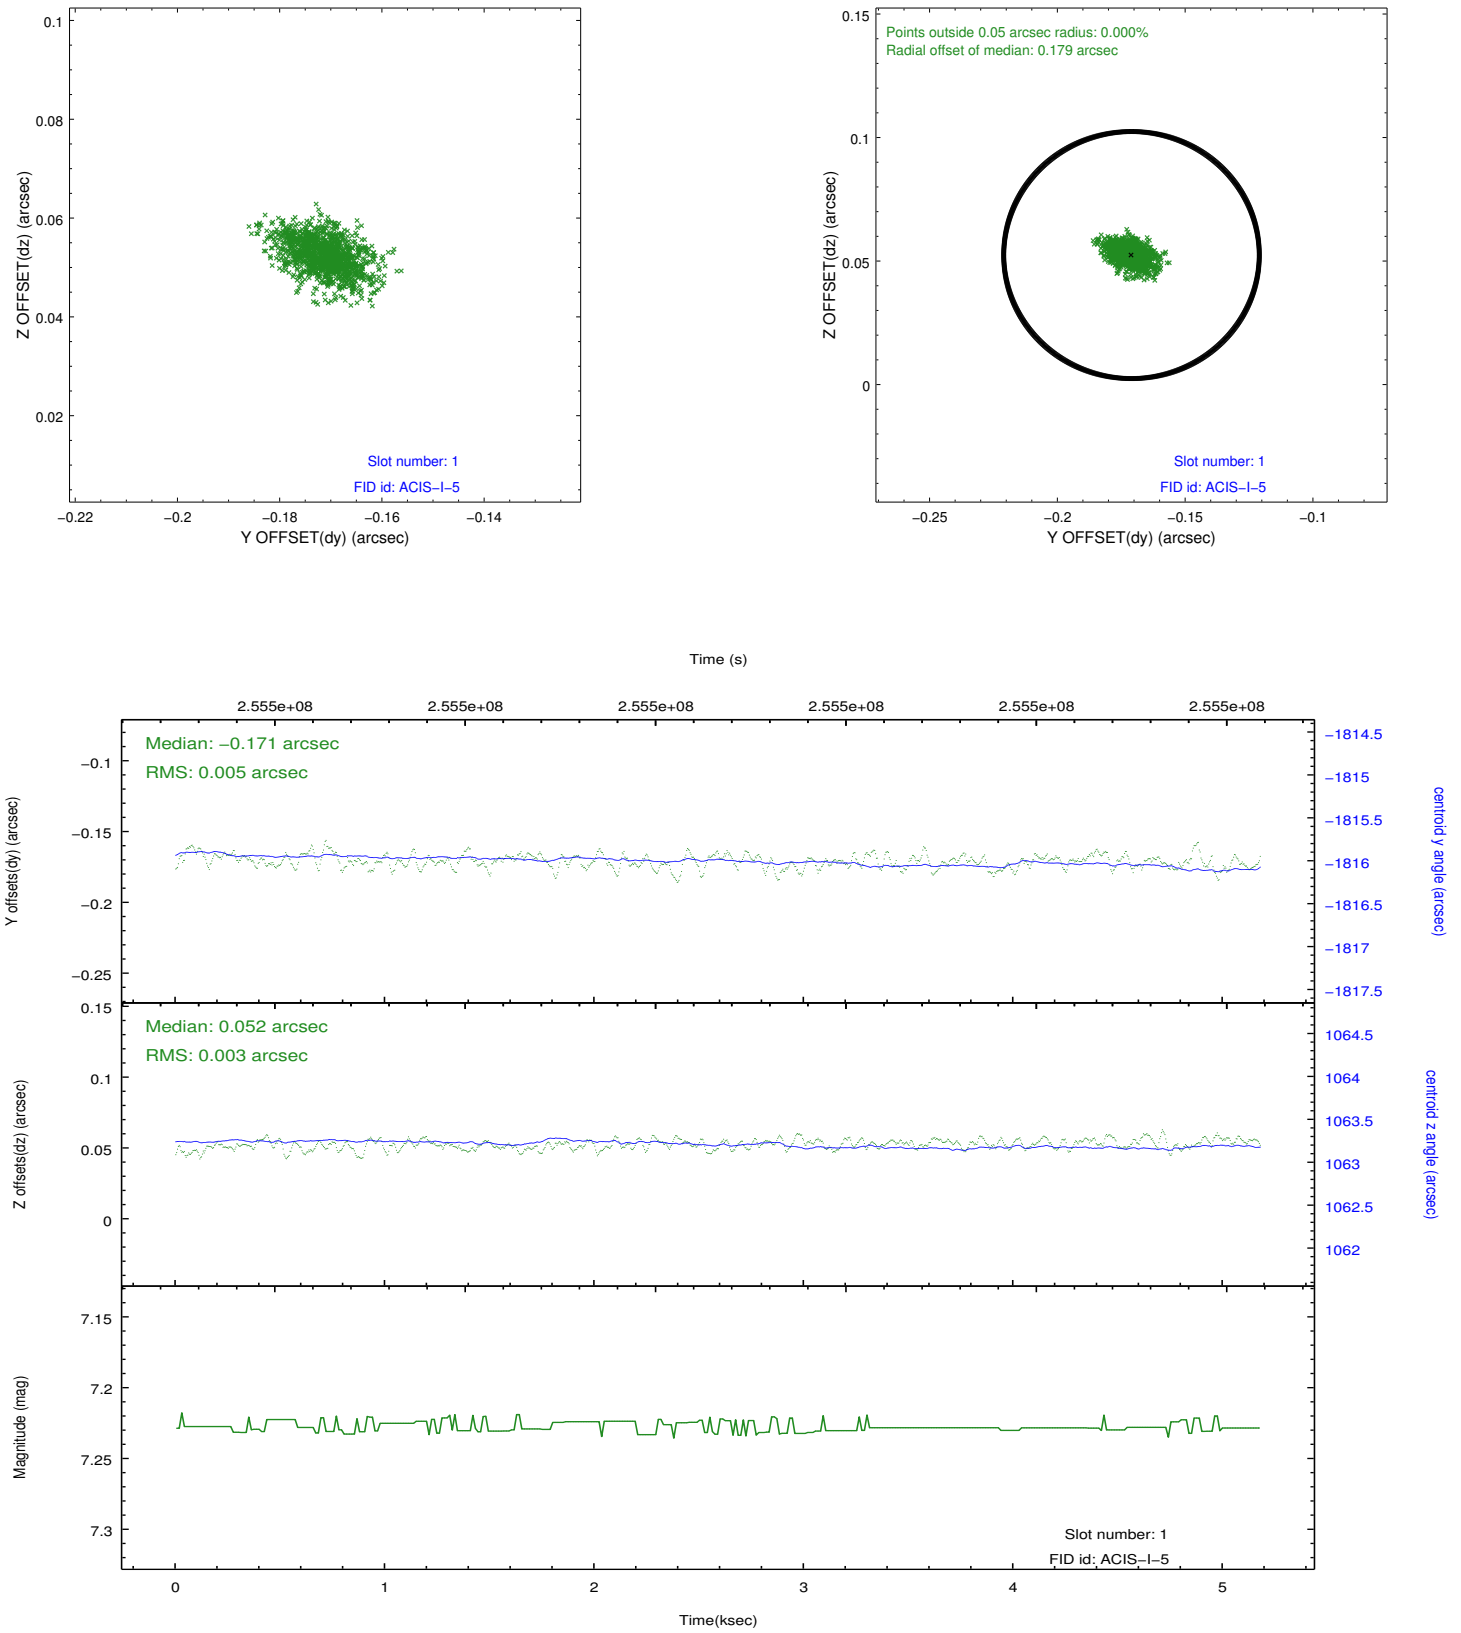 0.1
0.08
0.06
0.04
0.02
Z OFFSET(dz) (arcsec)
Slot number: 1
FID id: ACIS−I−5
−0.22 −0.2 −0.18 −0.16 −0.14
Y OFFSET(dy) (arcsec)
Points outside 0.05 arcsec radius: 0.000%
Radial offset of median: 0.179 arcsec
0.15
0.1
0.05
0
Z OFFSET(dz) (arcsec)
Slot number: 1
FID id: ACIS−I−5
−0.25 −0.2 −0.15 −0.1
Y OFFSET(dy) (arcsec)
Time (s)
2.555e+08 2.555e+08 2.555e+08 2.555e+08 2.555e+08 2.555e+08
Median: −0.171 arcsec
RMS: 0.005 arcsec
−0.1
−0.15
−0.2
−0.25
Y offsets(dy) (arcsec)
−1814.5
−1815
−1815.5
−1816
−1816.5
−1817
−1817.5
centroid y angle (arcsec)
Median: 0.052 arcsec
RMS: 0.003 arcsec
0.15
0.1
0.05
0
Z offsets(dz) (arcsec)
1064.5
1064
1063.5
1063
1062.5
1062
centroid z angle (arcsec)
7.15
7.2
7.25
7.3
Magnitude (mag)
Slot number: 1
FID id: ACIS−I−5
0 1 2 3 4 5
Time(ksec)